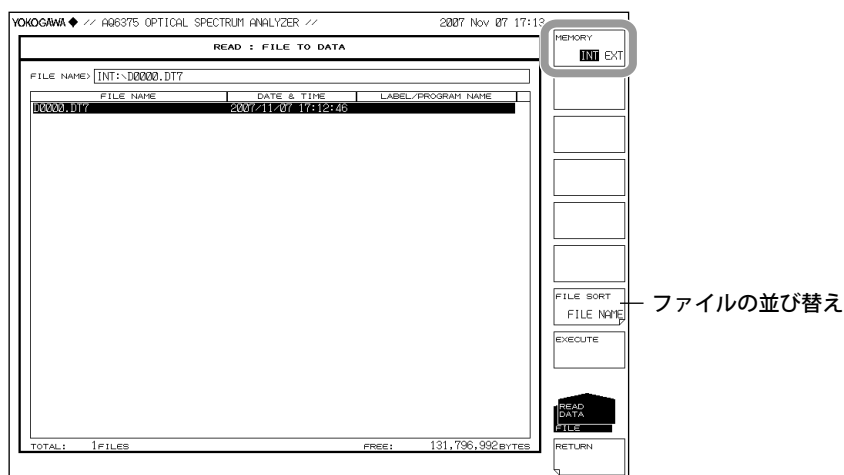 YOKOGAWA ◆ // AQ6375 OPTICAL SPECTRUM ANALYZER // 2007 Nov 07 17:13
READ : FILE TO DATA
MEMORY
INT EXT
FILE NAME> INT:\D0000.DT7
FILE NAME DATE & TIME LABEL/PROGRAM NAME
D0000.DT7 2007/11/07 17:12:46
FILE SORT
FILE NAME
ファイルの並び替え
EXECUTE
READ
DATA
FILE
TOTAL: 1FILES FREE: 131,796,992BYTES
RETURN